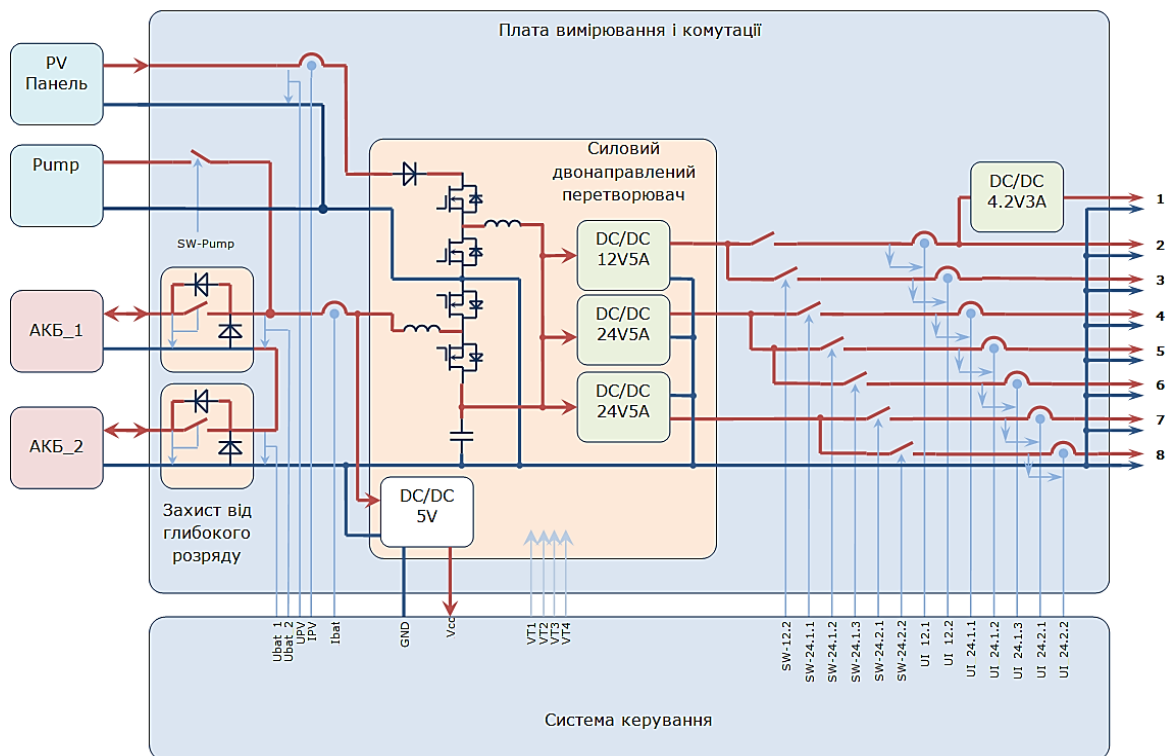 Плата вимірювання і комутації
PV
Панель
Pump
SW-Pump
Силовий
двонаправлений
перетворювач
DC/DC
4.2V3A
DC/DC
12V5A
DC/DC
24V5A
DC/DC
24V5A
1
2
3
4
5
6
7
8
АКБ_1
АКБ_2
Захист від
глибокого
розряду
DC/DC
5V
Ubat 1
Ubat 2
UPV
IPV
Ibat
GND
Vcc
VT1
VT2
VT3
VT4
SW-12.2
SW-24.1.1
SW-24.1.2
SW-24.1.3
SW-24.2.1
SW-24.2.2
UI 12.1
UI 12.2
UI 24.1.1
UI 24.1.2
UI 24.1.3
UI 24.2.1
UI 24.2.2
Система керування